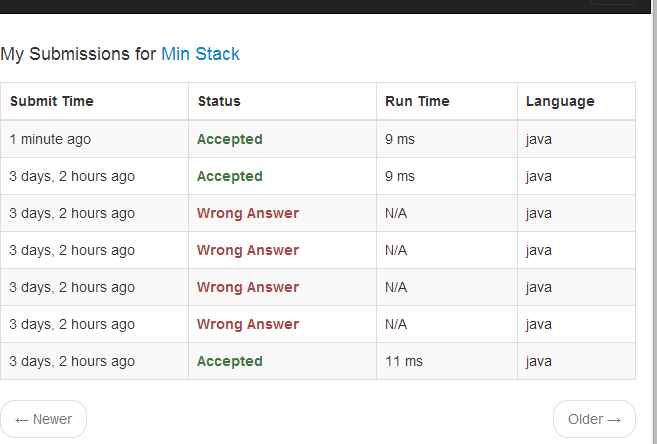 My Submissions for Min Stack
Submit Time Status Run Time Language
1 minute ago Accepted 9 ms java
3 days, 2 hours ago Accepted 9 ms java
3 days, 2 hours ago Wrong Answer N/A java
3 days, 2 hours ago Wrong Answer N/A java
3 days, 2 hours ago Wrong Answer N/A java
3 days, 2 hours ago Wrong Answer N/A java
3 days, 2 hours ago Accepted 11 ms java
← Newer Older →